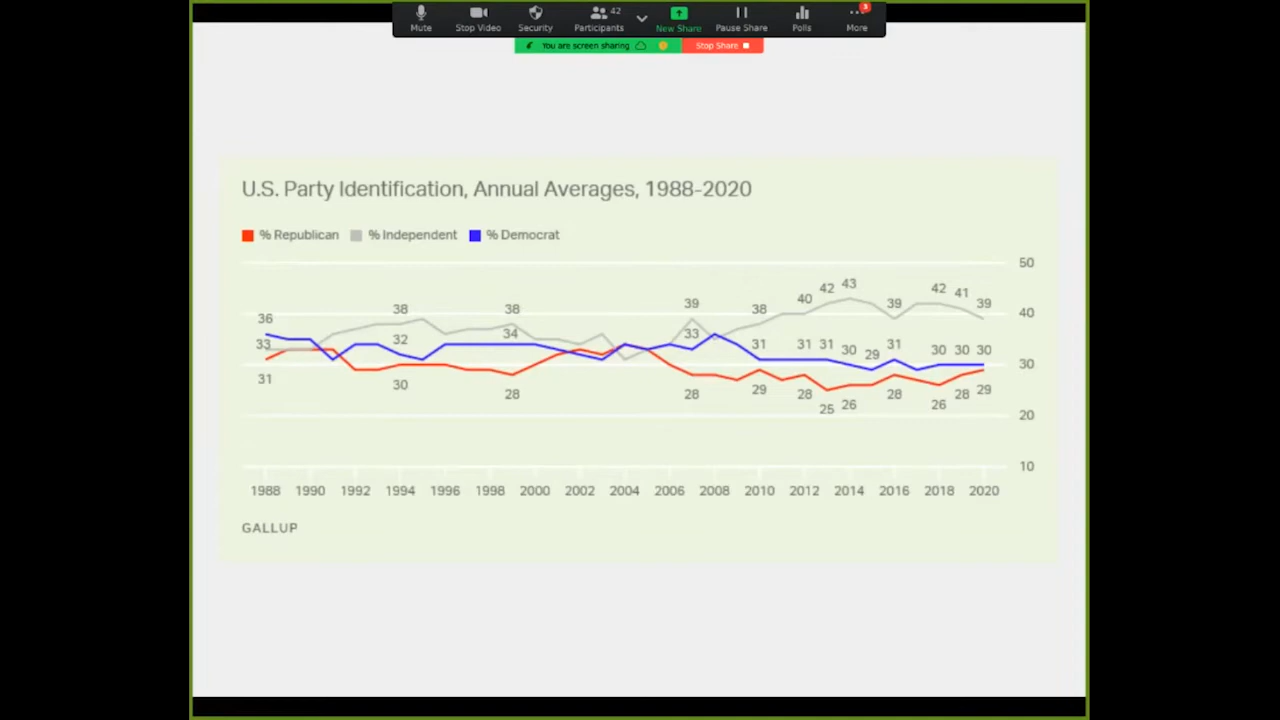 42 3
Mute Stop Video Security Participants New Share Pause Share Polls More
You are screen sharing Stop Share
U.S. Party Identification, Annual Averages, 1988-2020
% Republican % Independent % Democrat
50
42 43 42 41
36 38 38 39 38 40 39 39 40
33 32 34 33 31 31 31 30 29 31 30 30 30
30
31 30 28 28 29 28 25 26 28 26 28 29
20
10
1988 1990 1992 1994 1996 1998 2000 2002 2004 2006 2008 2010 2012 2014 2016 2018 2020
GALLUP